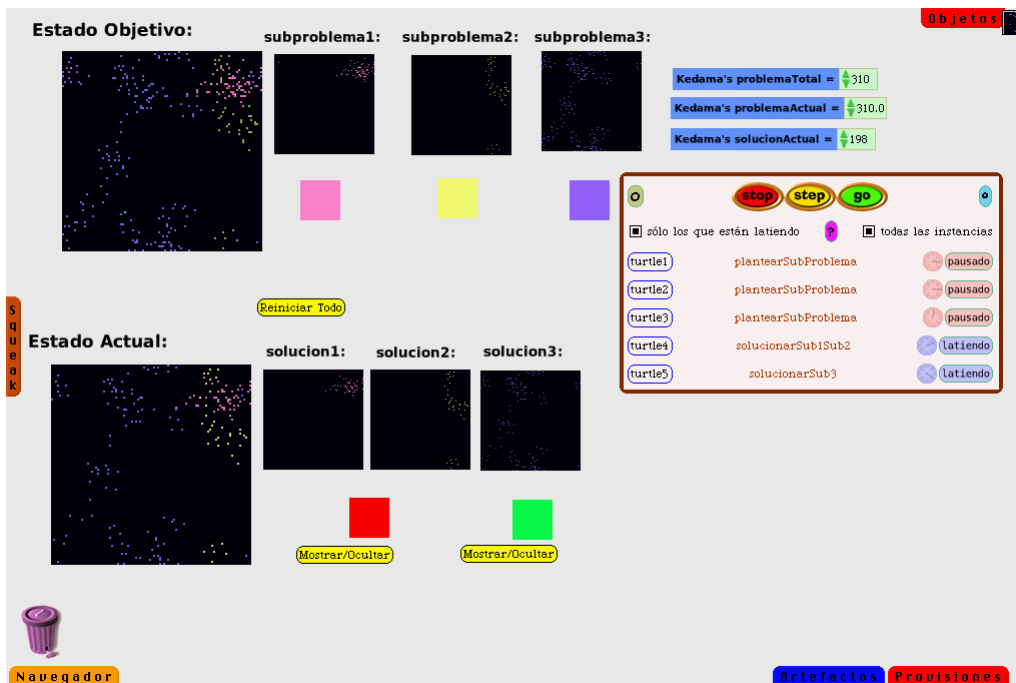 Objetos
Estado Objetivo:
subproblema1:
subproblema2:
subproblema3:
Kedama's problemaTotal = 310
Kedama's problemaActual = 310.0
Kedama's solucionActual = 198
stop step go
sólo los que están latiendo ? todas las instancias
turtle1 plantearSubProblema pausado
turtle2 plantearSubProblema pausado
turtle3 plantearSubProblema pausado
turtle4 solucionarSub1Sub2 latiendo
turtle5 solucionarSub3 latiendo
Squeak
Reiniciar Todo
Estado Actual:
solucion1:
solucion2:
solucion3:
Mostrar/Ocultar
Mostrar/Ocultar
Navegador
Artefactos
Provisiones